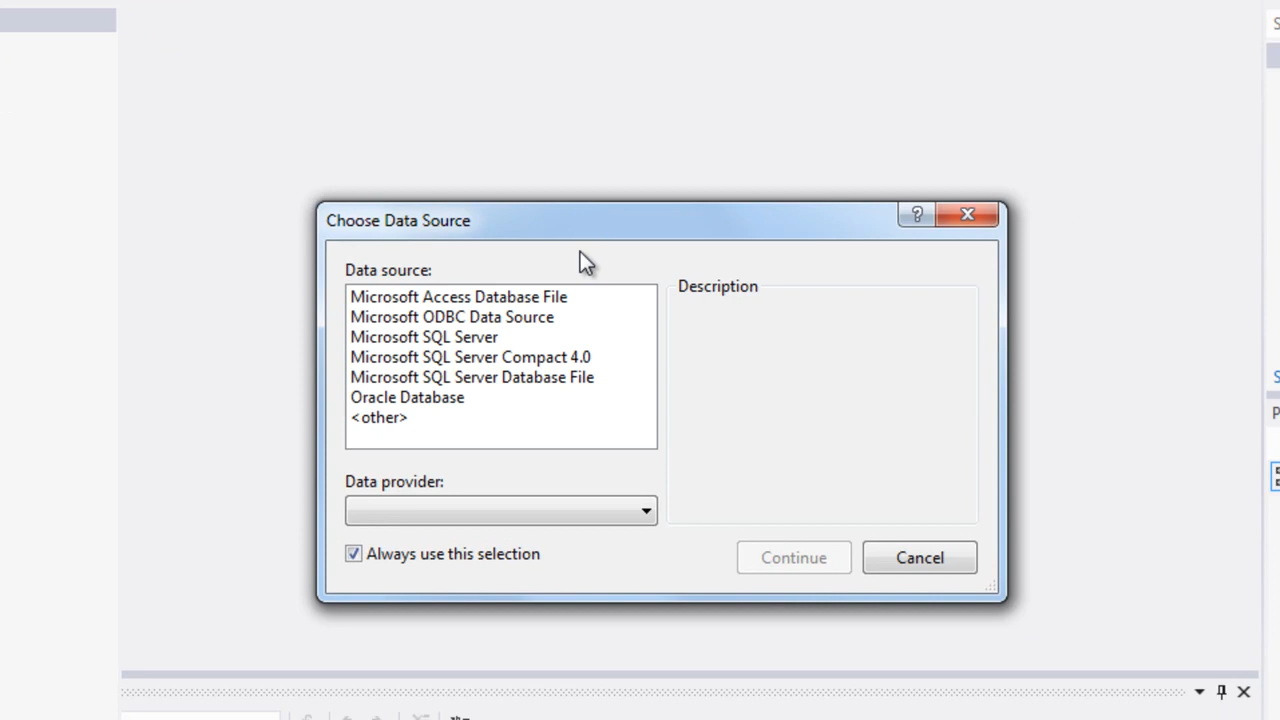 Choose Data Source
Data source:
Microsoft Access Database File
Microsoft ODBC Data Source
Microsoft SQL Server
Microsoft SQL Server Compact 4.0
Microsoft SQL Server Database File
Oracle Database
<other>
Description
Data provider:
Always use this selection
Continue
Cancel